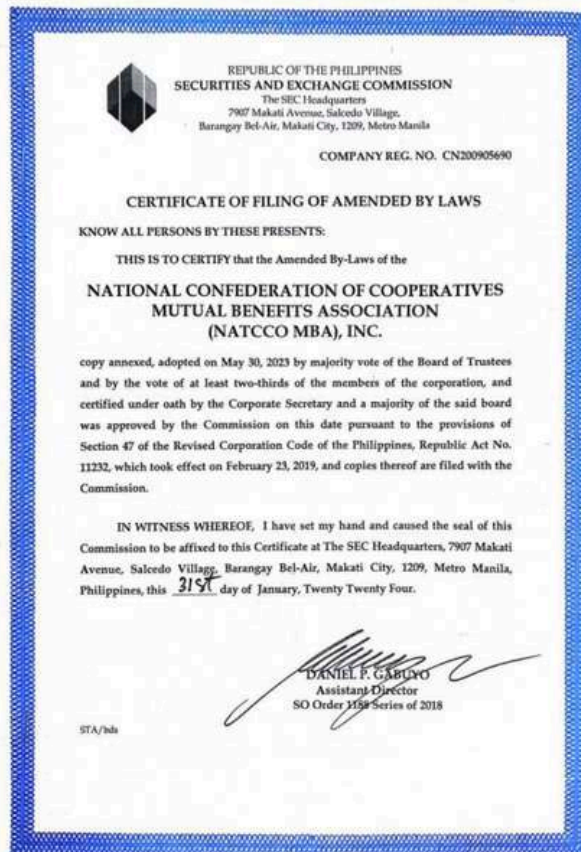 REPUBLIC OF THE PHILIPPINES
SECURITIES AND EXCHANGE COMMISSION
The SEC Headquarters
7907 Makati Avenue, Salcedo Village,
Barangay Bel-Air, Makati City, 1209, Metro Manila
COMPANY REG. NO. CN200905690
CERTIFICATE OF FILING OF AMENDED BY LAWS
KNOW ALL PERSONS BY THESE PRESENTS:
THIS IS TO CERTIFY that the Amended By-Laws of the
NATIONAL CONFEDERATION OF COOPERATIVES
MUTUAL BENEFITS ASSOCIATION
(NATCCO MBA), INC.
copy annexed, adopted on May 30, 2023 by majority vote of the Board of Trustees
and by the vote of at least two-thirds of the members of the corporation, and
certified under oath by the Corporate Secretary and a majority of the said board
was approved by the Commission on this date pursuant to the provisions of
Section 47 of the Revised Corporation Code of the Philippines, Republic Act No.
11232, which took effect on February 23, 2019, and copies thereof are filed with the
Commission.
IN WITNESS WHEREOF, I have set my hand and caused the seal of this
Commission to be affixed to this Certificate at The SEC Headquarters, 7907 Makati
Avenue, Salcedo Village, Barangay Bel-Air, Makati City, 1209, Metro Manila,
Philippines, this 31st day of January, Twenty Twenty Four.
DANIEL P. GABUYO
Assistant Director
SO Order 1188 Series of 2018
STA/hds